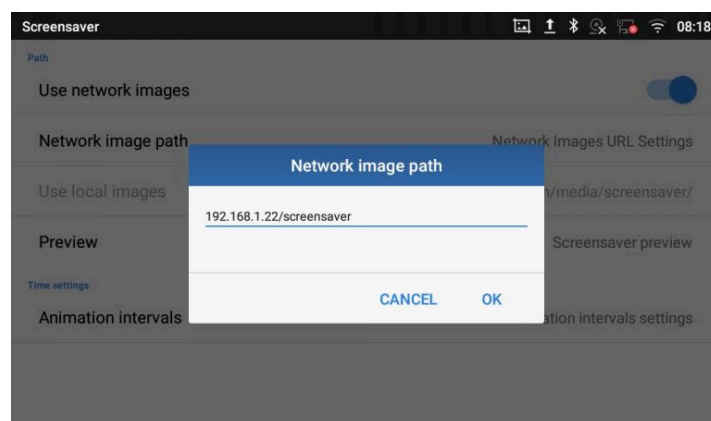 Screensaver 08:18
Path
Use network images
Network image path Network Images URL Settings
Network image path
Use local images /media/screensaver/
192.168.1.22/screensaver
Preview Screensaver preview
Time settings
CANCEL OK
Animation intervals intervals settings